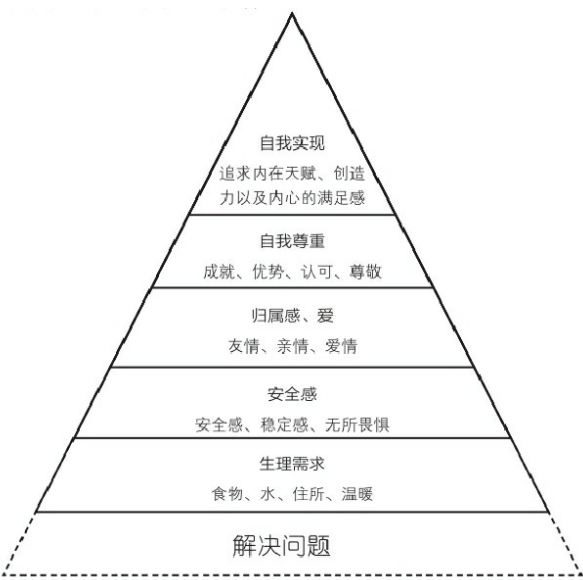 自我实现
追求内在天赋、创造
力以及内心的满足感
自我尊重
成就、优势、认可、尊敬
归属感、爱
友情、亲情、爱情
安全感
安全感、稳定感、无所畏惧
生理需求
食物、水、住所、温暖
解决问题